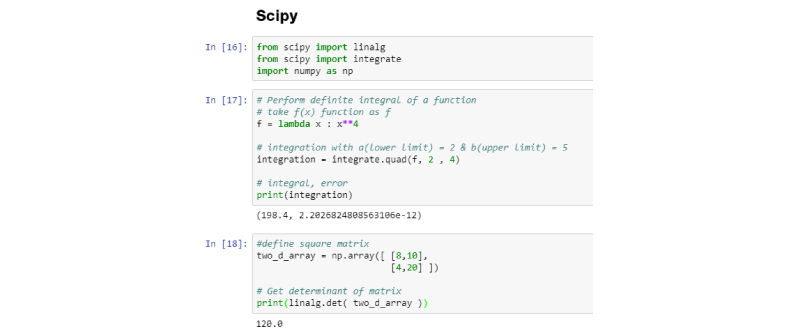 Scipy
In [16]: from scipy import linalg
from scipy import integrate
import numpy as np
In [17]: # Perform definite integral of a function
# take f(x) function as f
f = lambda x : x**4
# integration with a(lower limit) = 2 & b(upper limit) = 5
integration = integrate.quad(f, 2 , 4)
# integral, error
print(integration)
(198.4, 2.2026824808563106e-12)
In [18]: #define square matrix
two_d_array = np.array([ [8,10],
[4,20] ])
# Get determinant of matrix
print(linalg.det( two_d_array ))
120.0